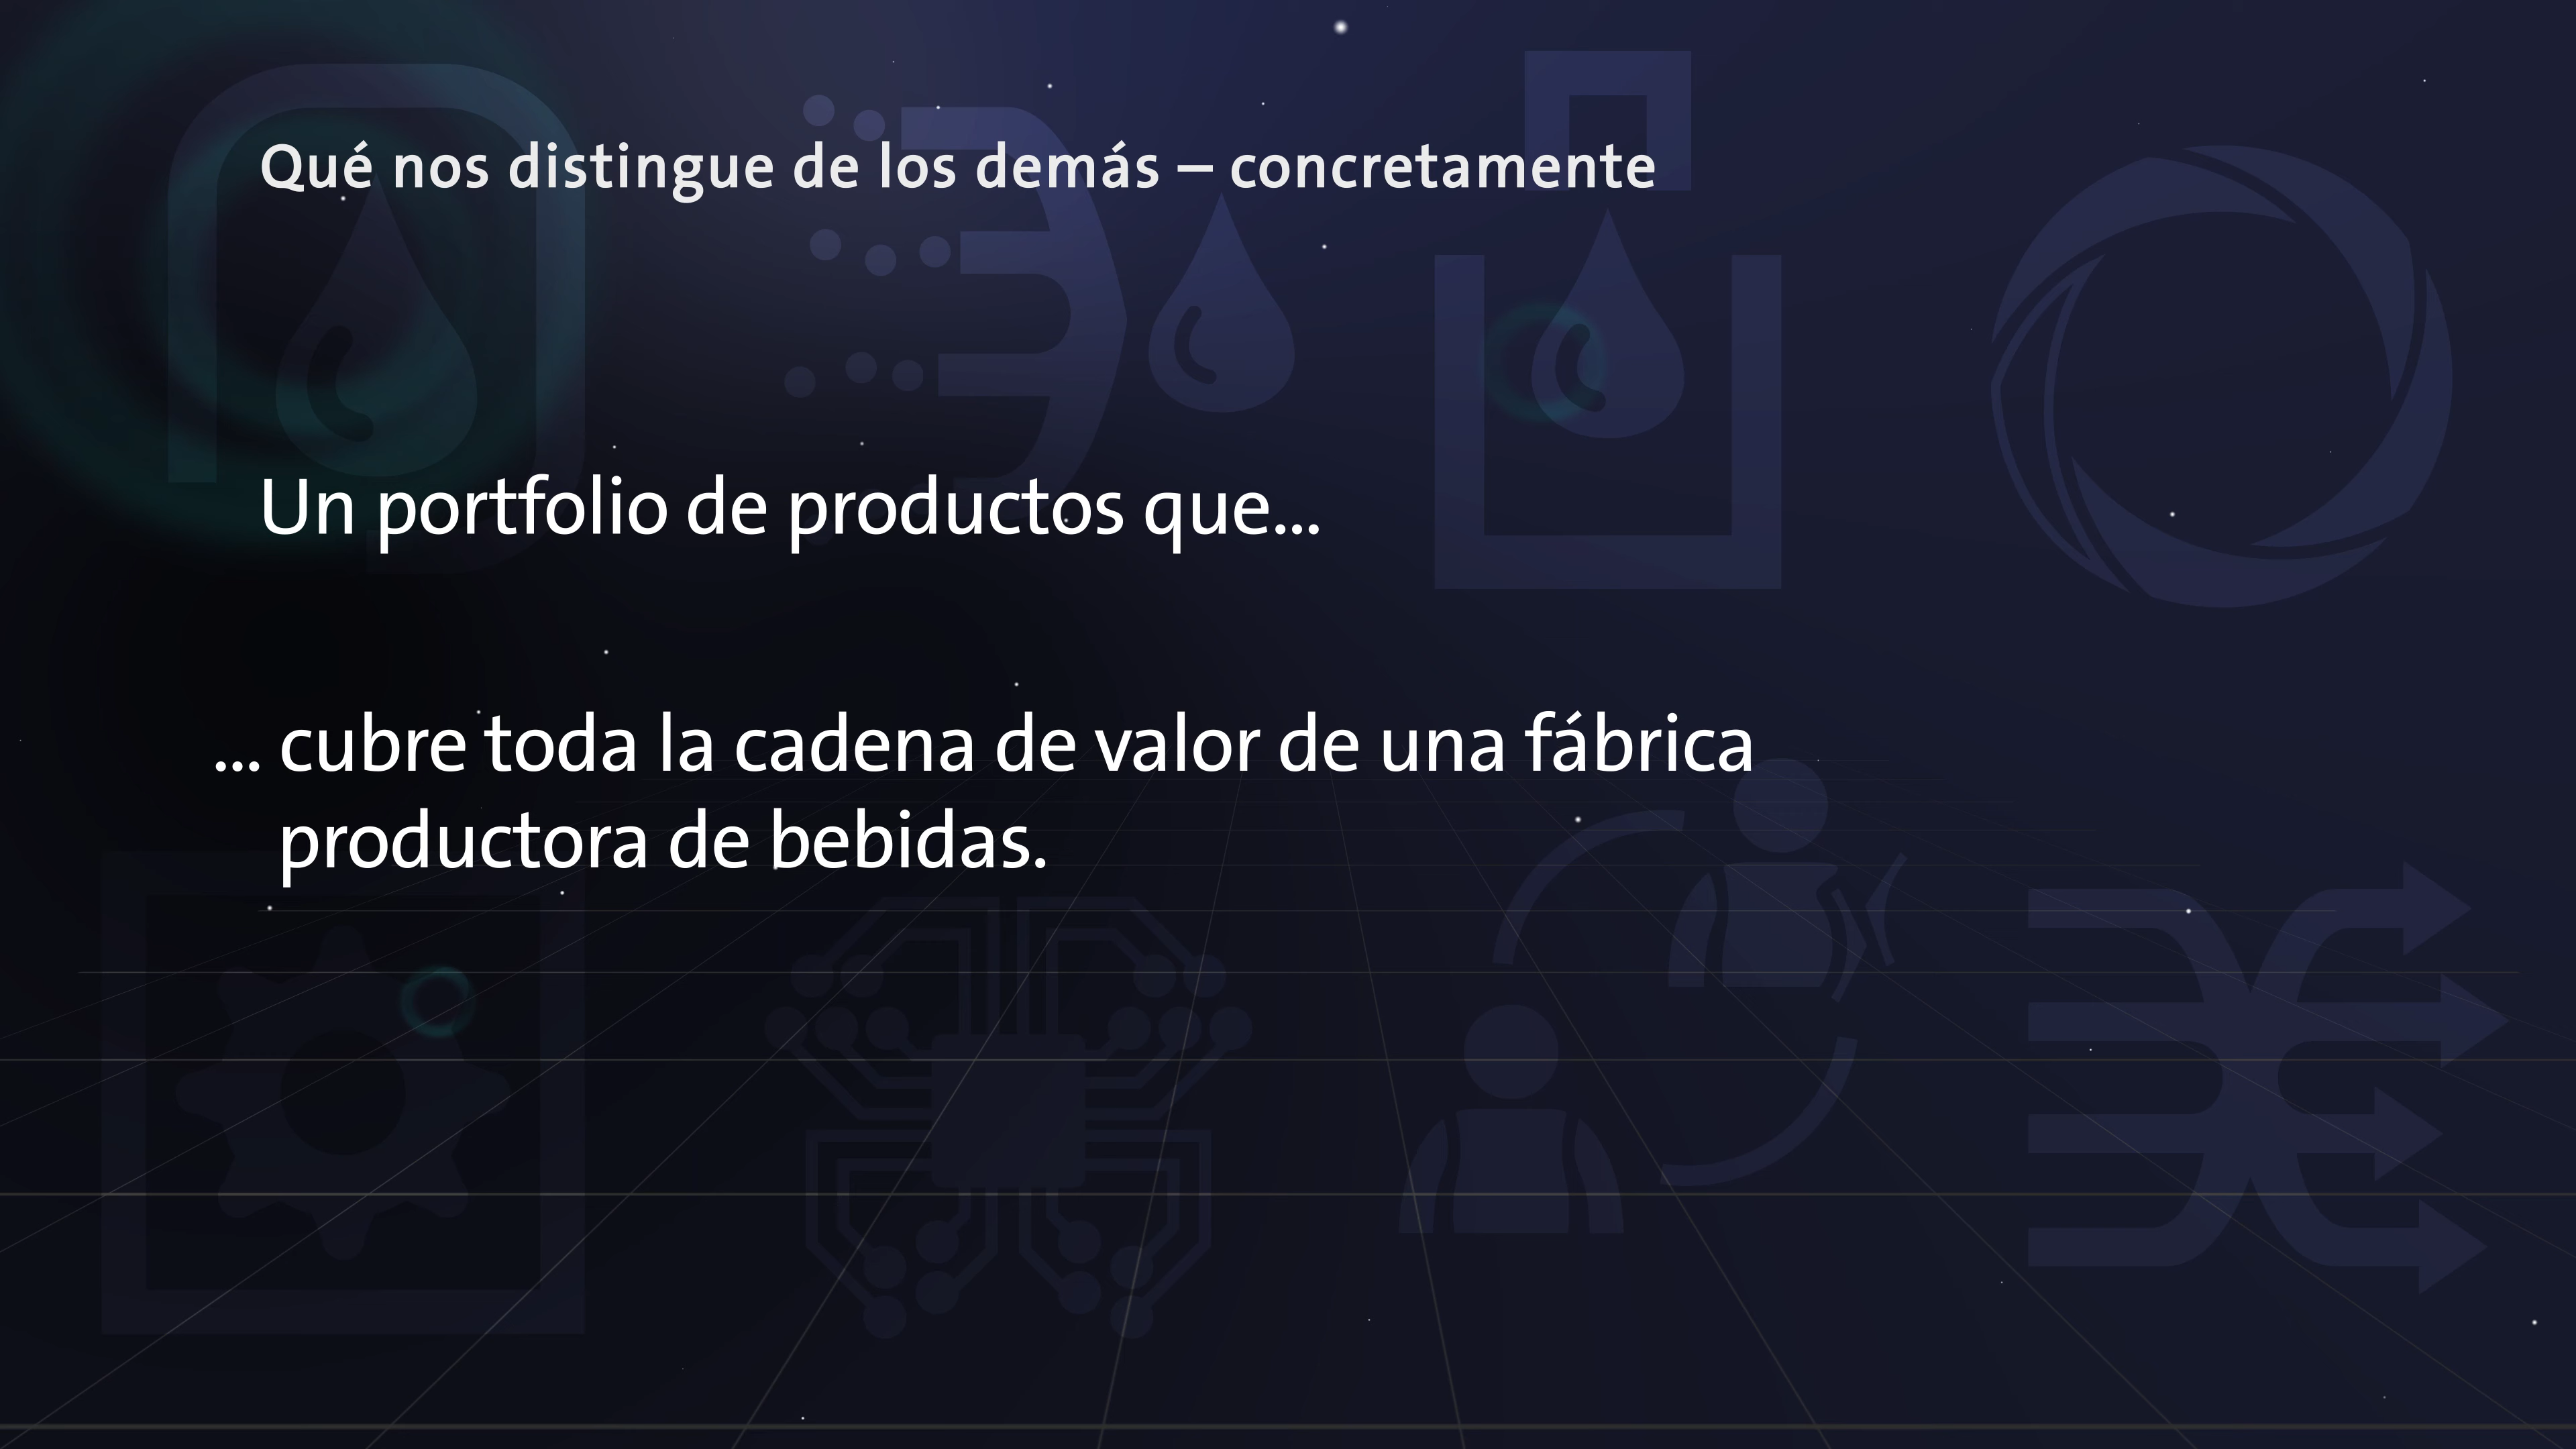 Qué nos distingue de los demás – concretamente
Un portfolio de productos que...
... cubre toda la cadena de valor de una fábrica
productora de bebidas.